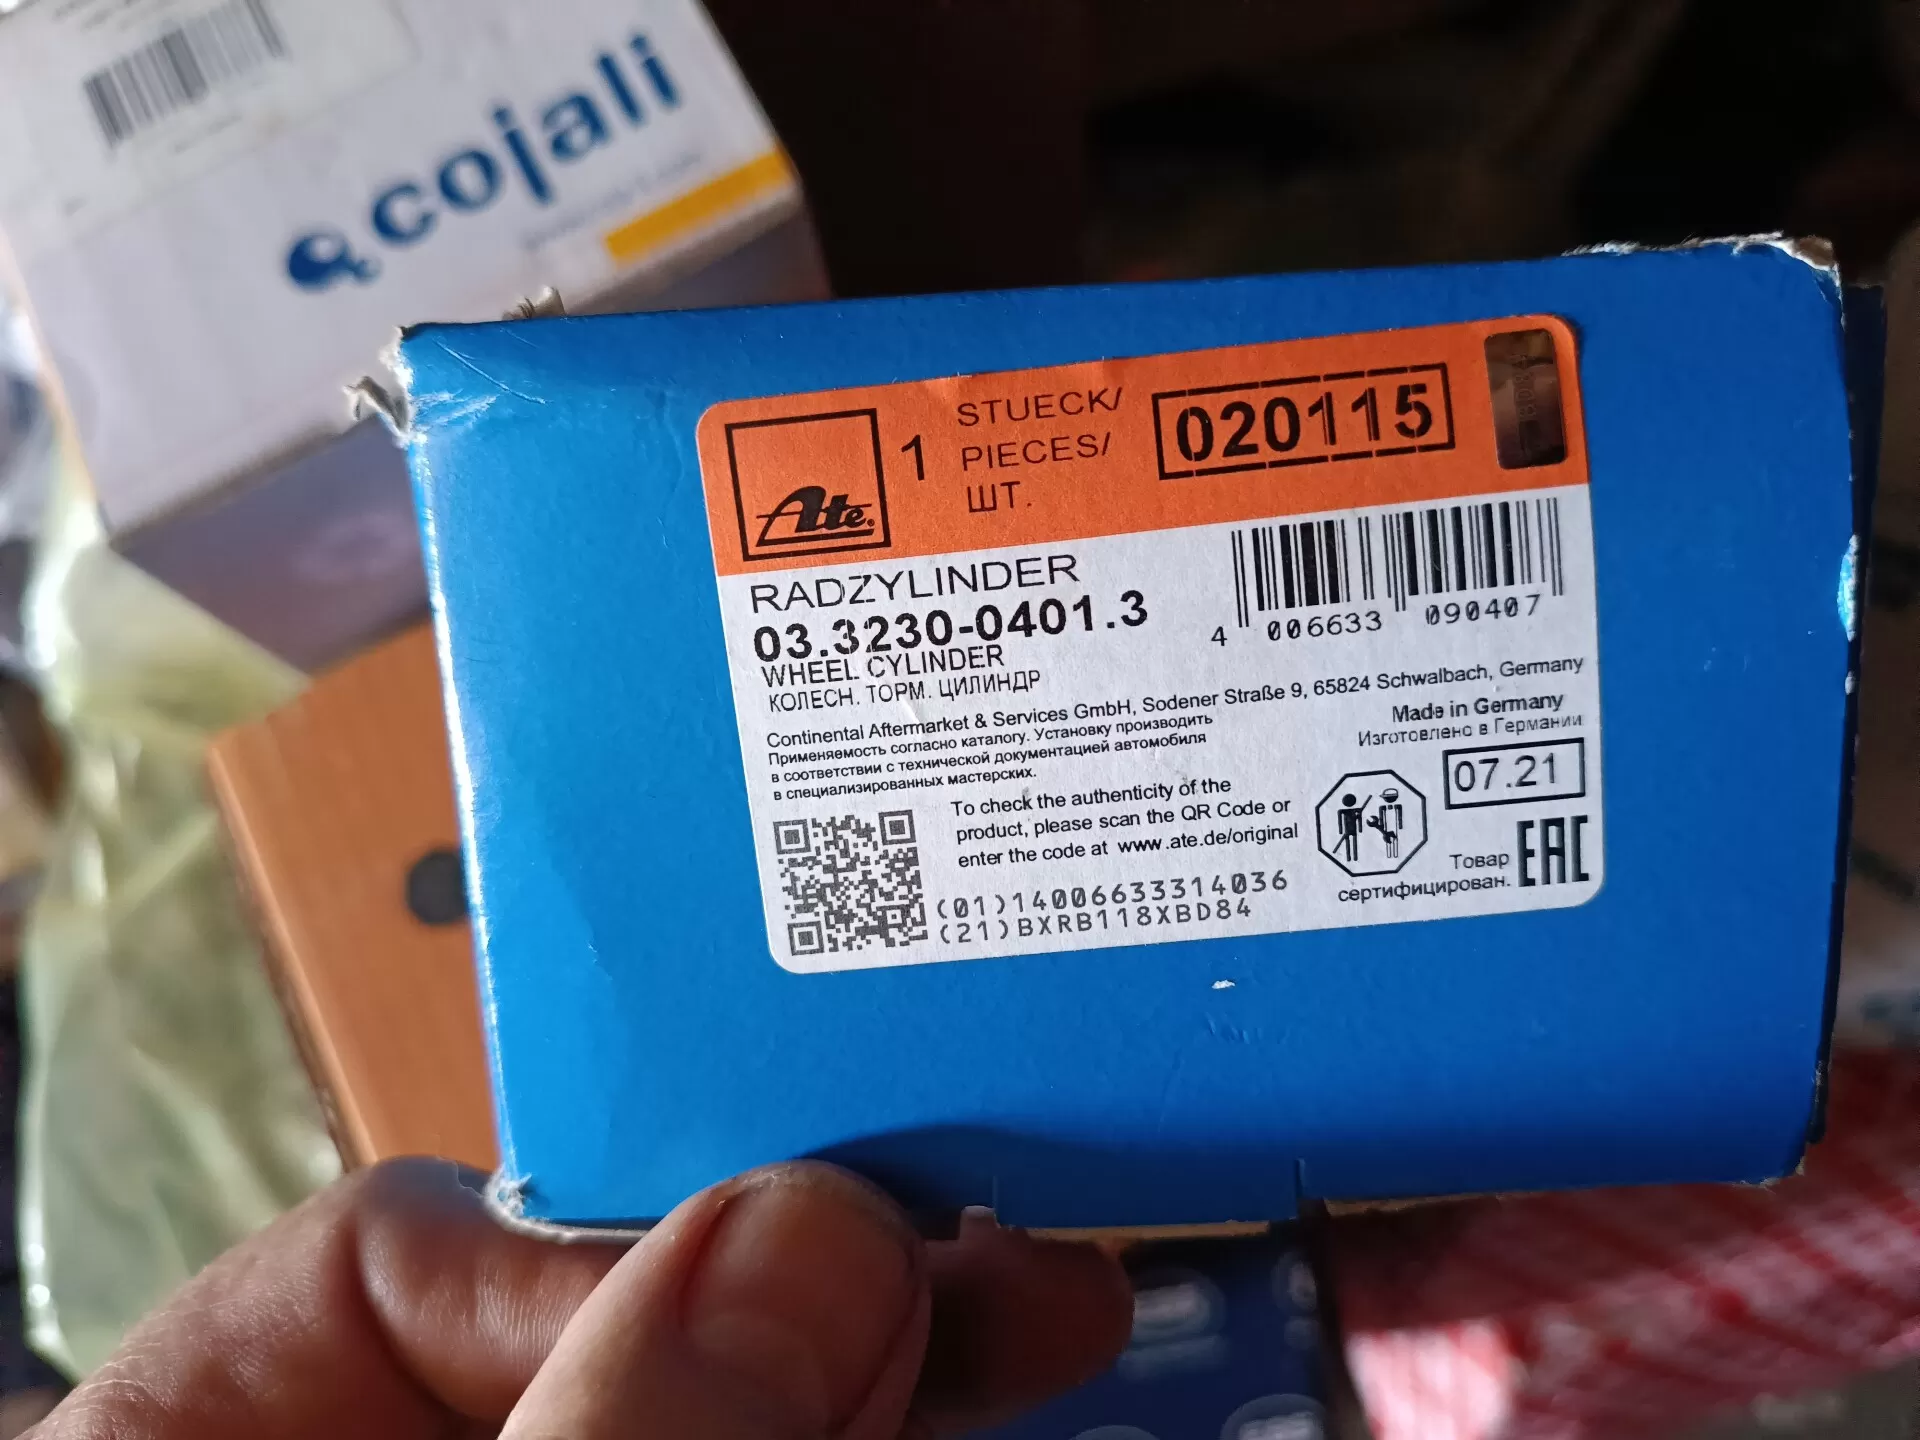 cojali
Ate
1
STUECK/
PIECES/
ШТ.
020115
RADZYLINDER
03.3230-0401.3
WHEEL CYLINDER
КОЛЕСН. ТОРМ. ЦИЛИНДР
4 006633 090407
Continental Aftermarket & Services GmbH, Sodener Straße 9, 65824 Schwalbach, Germany
Применяемость согласно каталогу. Установку производить
в соответствии с технической документацией автомобиля
в специализированных мастерских.
Made in Germany
Изготовлено в Германии
07.21
To check the authenticity of the
product, please scan the QR Code or
enter the code at www.ate.de/original
(01)14006633314036
(21)BXRB118XBD84
Товар
сертифицирован.
EAC